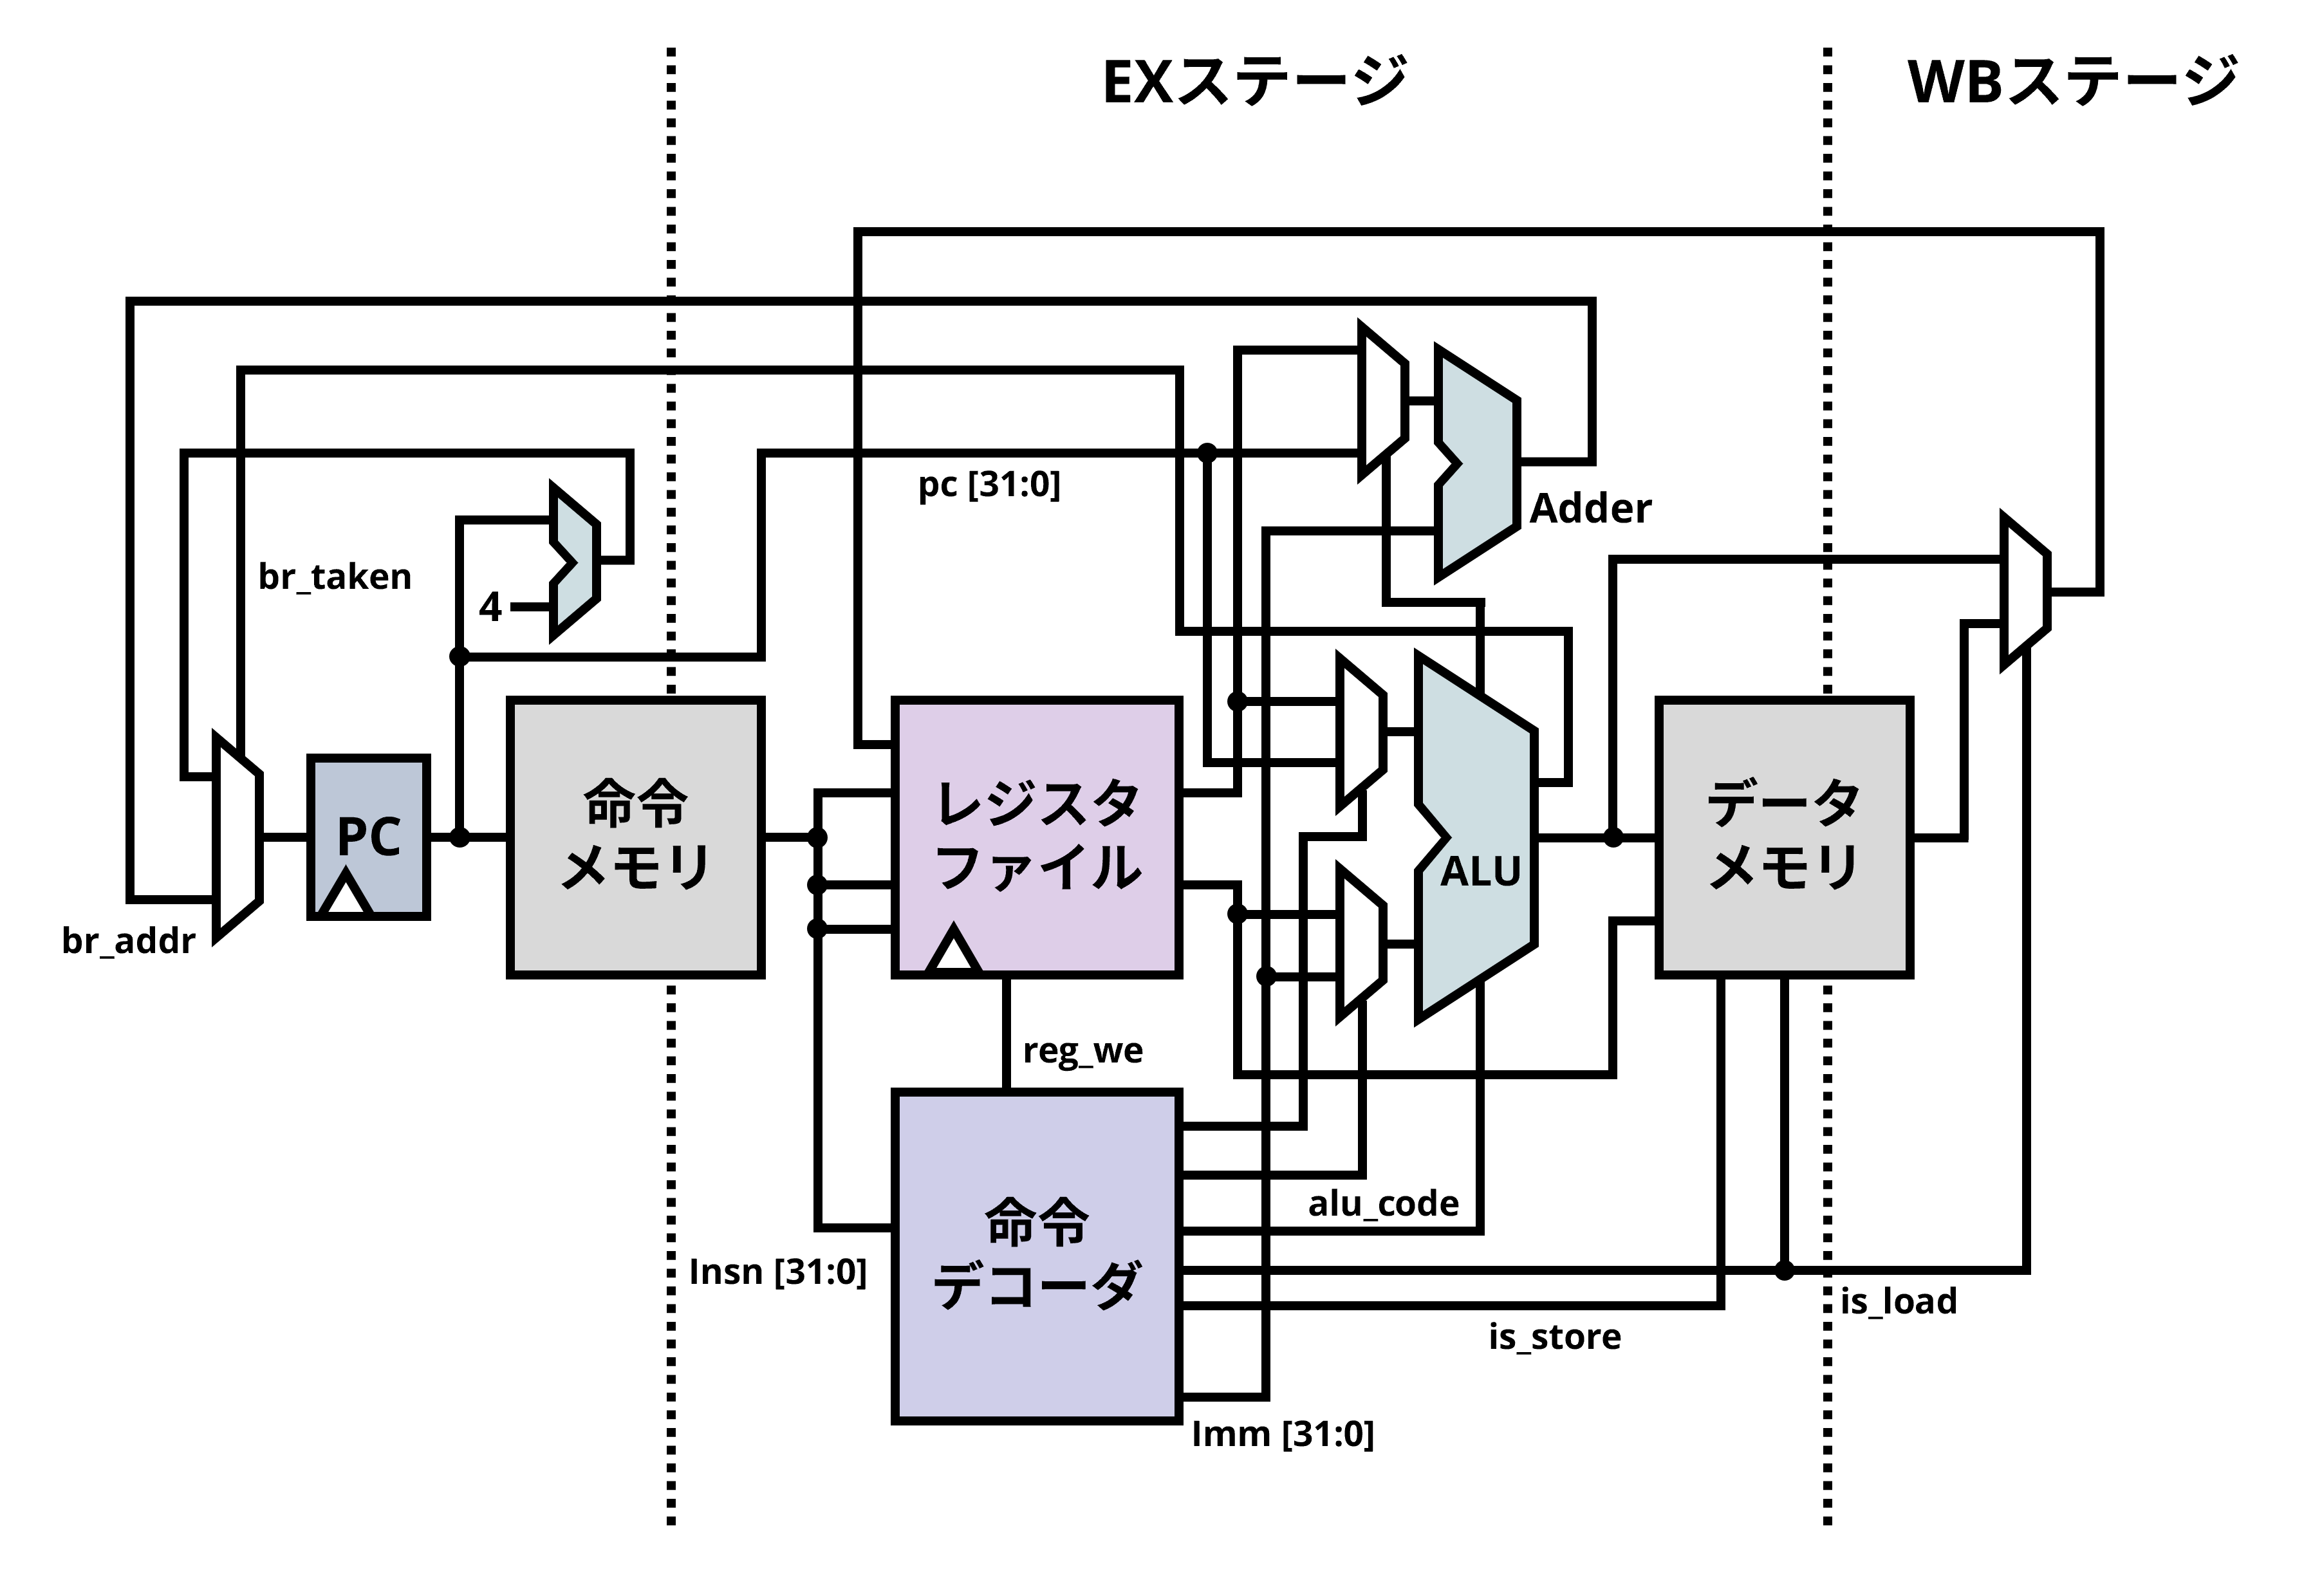 EXステージ
WBステージ
pc [31:0]
Adder
br_taken
4
命令
メモリ
PC
レジスタ
ファイル
ALU
データ
メモリ
br_addr
reg_we
命令
デコーダ
alu_code
Insn [31:0]
is_load
is_store
Imm [31:0]